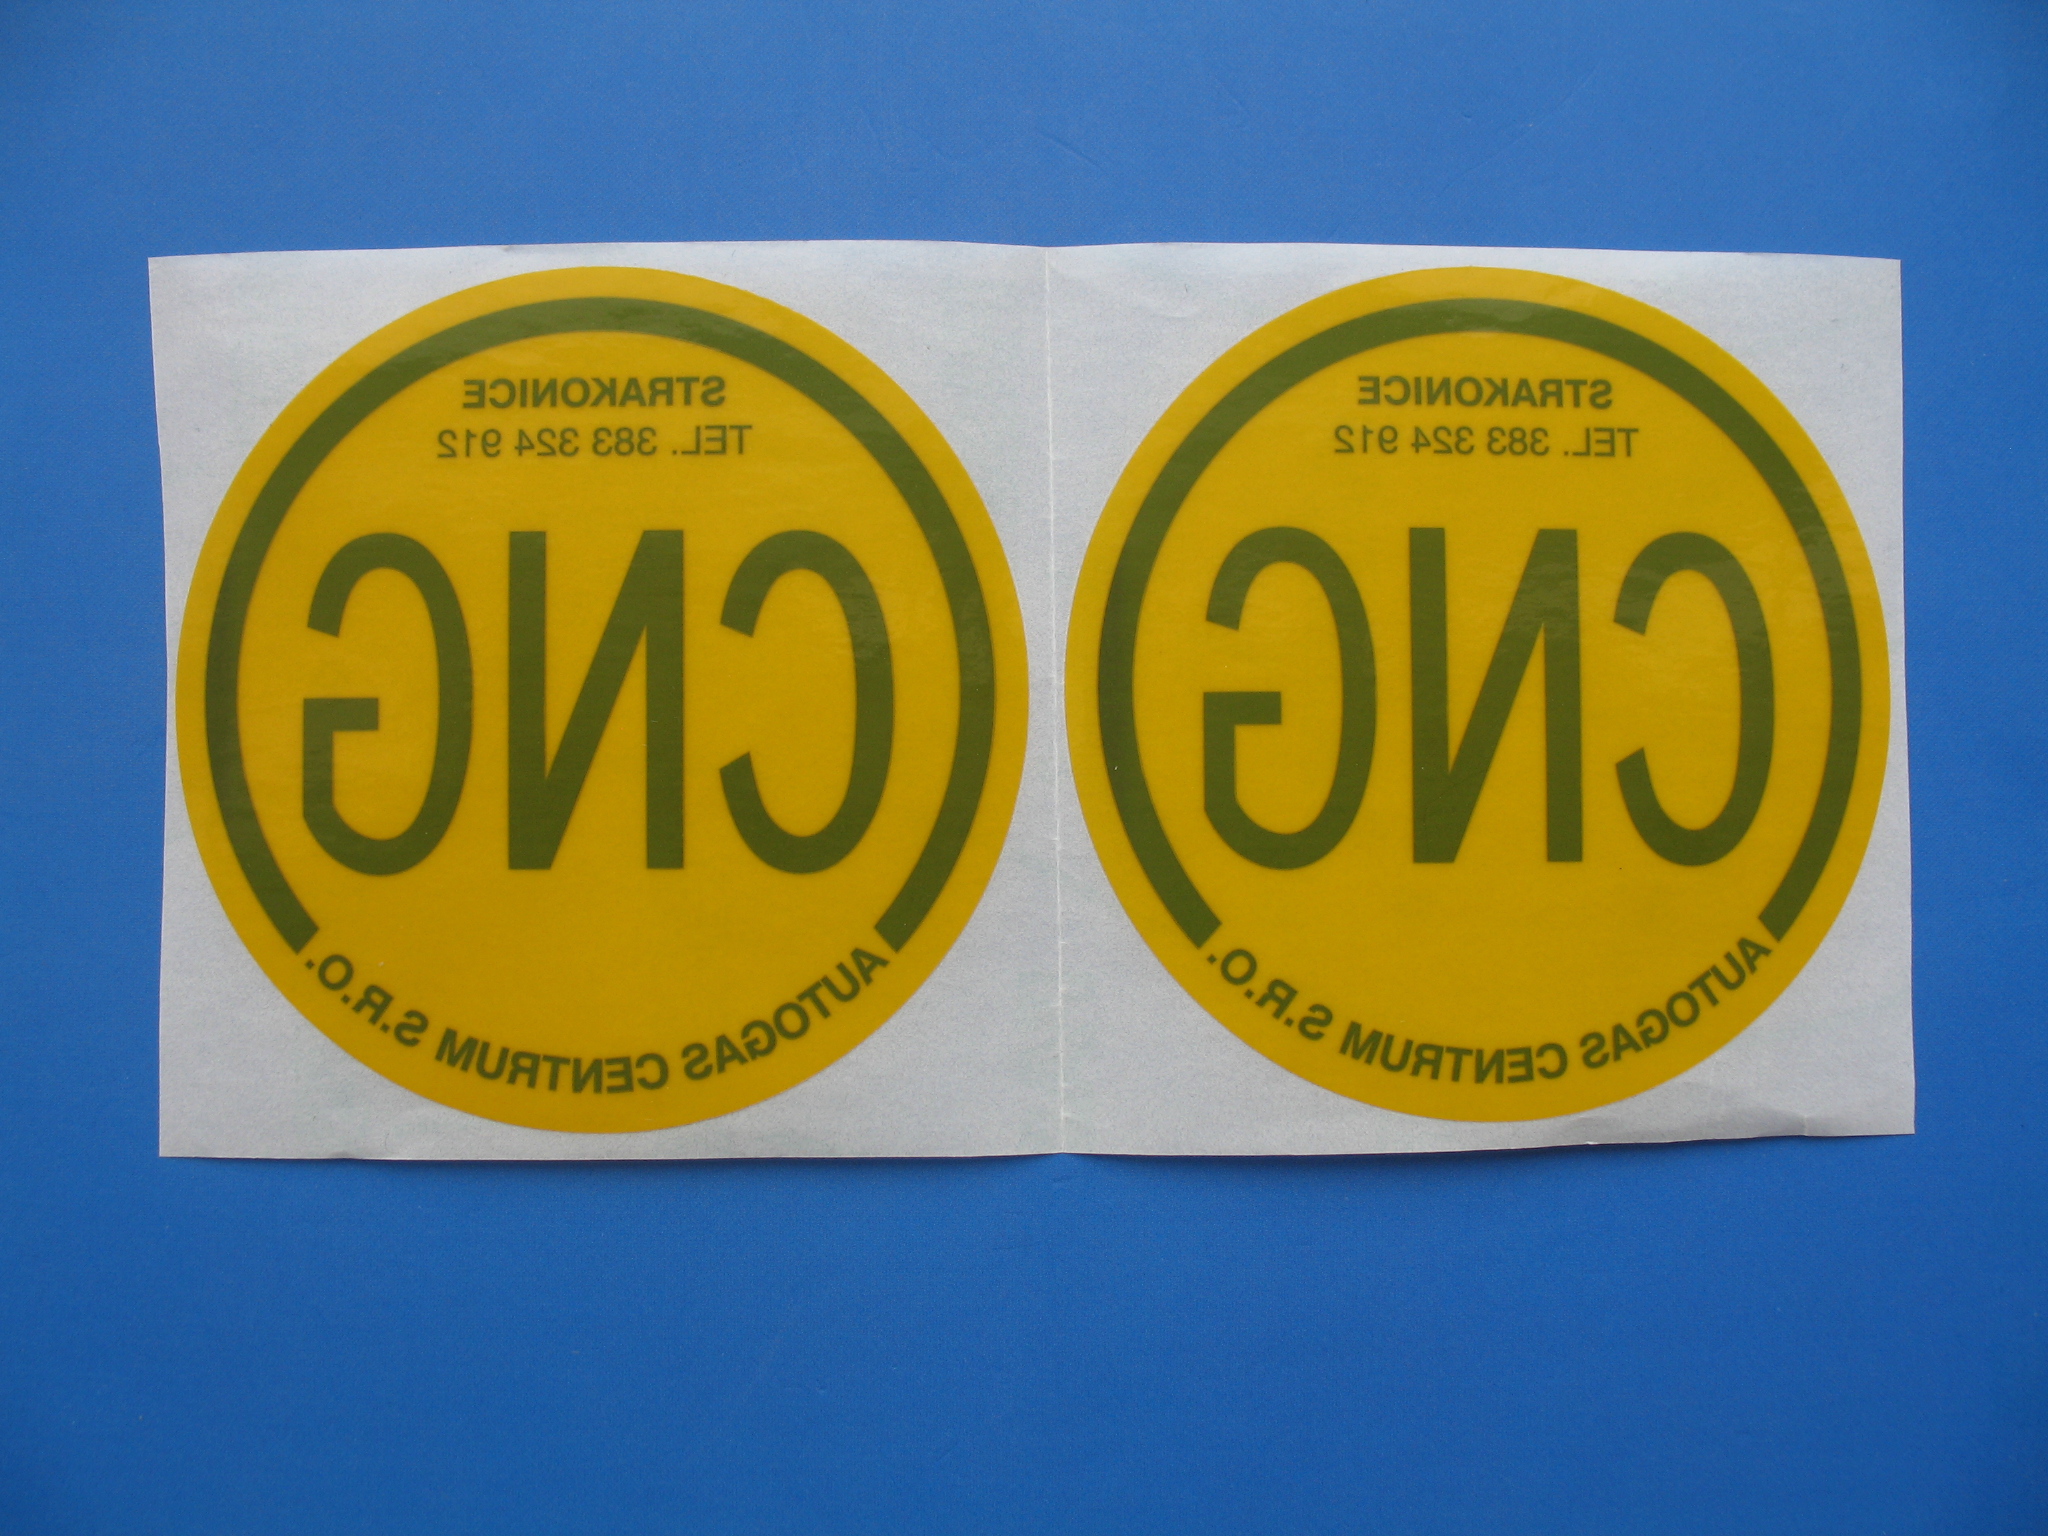 STRAKONICE
TEL. 383 324 912
CNG
AUTOGAS CENTRUM S.R.O.
STRAKONICE
TEL. 383 324 912
CNG
AUTOGAS CENTRUM S.R.O.